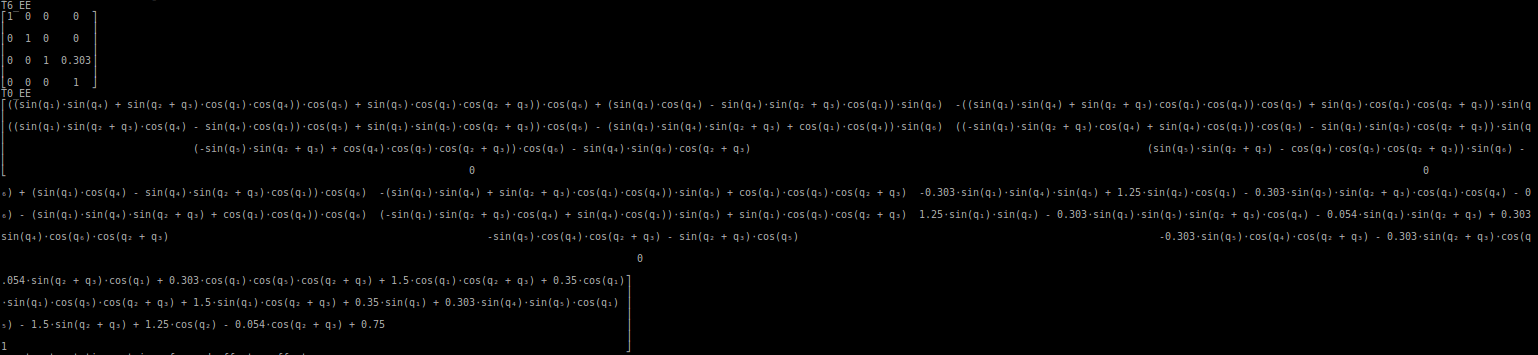 T6_EE
⎡1  0  0    0  ⎤
⎢0  1  0    0  ⎥
⎢0  0  1  0.303⎥
⎣0  0  0    1  ⎦
T0_EE
⎡((sin(q₁)⋅sin(q₄) + sin(q₂ + q₃)⋅cos(q₁)⋅cos(q₄))⋅cos(q₅) + sin(q₅)⋅cos(q₁)⋅cos(q₂ + q₃))⋅cos(q₆) + (sin(q₁)⋅cos(q₄) - sin(q₄)⋅sin(q₂ + q₃)⋅cos(q₁))⋅sin(q₆)  -((sin(q₁)⋅sin(q₄) + sin(q₂ + q₃)⋅cos(q₁)⋅cos(q₄))⋅cos(q₅) + sin(q₅)⋅cos(q₁)⋅cos(q₂ + q₃))⋅sin(q
⎢((sin(q₁)⋅sin(q₂ + q₃)⋅cos(q₄) - sin(q₄)⋅cos(q₁))⋅cos(q₅) + sin(q₁)⋅sin(q₅)⋅cos(q₂ + q₃))⋅cos(q₆) - (sin(q₁)⋅sin(q₄)⋅sin(q₂ + q₃) + cos(q₁)⋅cos(q₄))⋅sin(q₆)  ((-sin(q₁)⋅sin(q₂ + q₃)⋅cos(q₄) + sin(q₄)⋅cos(q₁))⋅cos(q₅) - sin(q₁)⋅sin(q₅)⋅cos(q₂ + q₃))⋅sin(q
⎢ (-sin(q₅)⋅sin(q₂ + q₃) + cos(q₄)⋅cos(q₅)⋅cos(q₂ + q₃))⋅cos(q₆) - sin(q₄)⋅sin(q₆)⋅cos(q₂ + q₃)  (sin(q₅)⋅sin(q₂ + q₃) - cos(q₄)⋅cos(q₅)⋅cos(q₂ + q₃))⋅sin(q₆) -
⎣ 0  0
₆) + (sin(q₁)⋅cos(q₄) - sin(q₄)⋅sin(q₂ + q₃)⋅cos(q₁))⋅cos(q₆)  -(sin(q₁)⋅sin(q₄) + sin(q₂ + q₃)⋅cos(q₁)⋅cos(q₄))⋅sin(q₅) + cos(q₁)⋅cos(q₅)⋅cos(q₂ + q₃)  -0.303⋅sin(q₁)⋅sin(q₄)⋅sin(q₅) + 1.25⋅sin(q₂)⋅cos(q₁) - 0.303⋅sin(q₅)⋅sin(q₂ + q₃)⋅cos(q₁)⋅cos(q₄) - 0
₆) - (sin(q₁)⋅sin(q₄)⋅sin(q₂ + q₃) + cos(q₁)⋅cos(q₄))⋅cos(q₆)  (-sin(q₁)⋅sin(q₂ + q₃)⋅cos(q₄) + sin(q₄)⋅cos(q₁))⋅sin(q₅) + sin(q₁)⋅cos(q₅)⋅cos(q₂ + q₃)  1.25⋅sin(q₁)⋅sin(q₂) - 0.303⋅sin(q₁)⋅sin(q₅)⋅sin(q₂ + q₃)⋅cos(q₄) - 0.054⋅sin(q₁)⋅sin(q₂ + q₃) + 0.303
sin(q₄)⋅cos(q₆)⋅cos(q₂ + q₃)  -sin(q₅)⋅cos(q₄)⋅cos(q₂ + q₃) - sin(q₂ + q₃)⋅cos(q₅)  -0.303⋅sin(q₅)⋅cos(q₄)⋅cos(q₂ + q₃) - 0.303⋅sin(q₂ + q₃)⋅cos(q
0
.054⋅sin(q₂ + q₃)⋅cos(q₁) + 0.303⋅cos(q₁)⋅cos(q₅)⋅cos(q₂ + q₃) + 1.5⋅cos(q₁)⋅cos(q₂ + q₃) + 0.35⋅cos(q₁)⎤
⋅sin(q₁)⋅cos(q₅)⋅cos(q₂ + q₃) + 1.5⋅sin(q₁)⋅cos(q₂ + q₃) + 0.35⋅sin(q₁) + 0.303⋅sin(q₄)⋅sin(q₅)⋅cos(q₁) ⎥
₅) - 1.5⋅sin(q₂ + q₃) + 1.25⋅cos(q₂) - 0.054⋅cos(q₂ + q₃) + 0.75 ⎥
1 ⎦